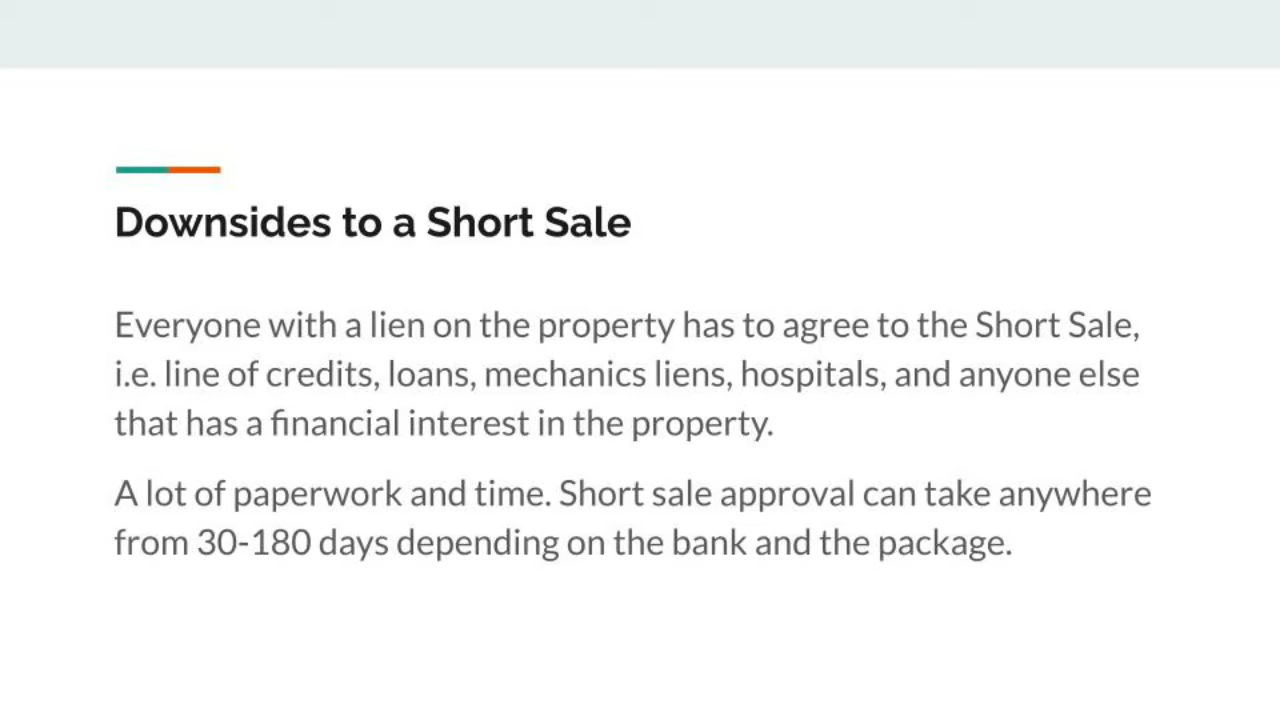 Downsides to a Short Sale
Everyone with a lien on the property has to agree to the Short Sale,
i.e. line of credits, loans, mechanics liens, hospitals, and anyone else
that has a financial interest in the property.
A lot of paperwork and time. Short sale approval can take anywhere
from 30-180 days depending on the bank and the package.